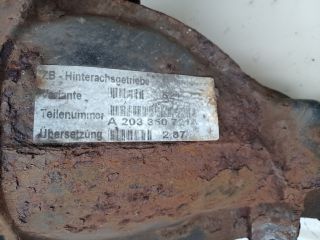 ZB - Hinterachsgetriebe
Variante
Teilenummer
A 203 350
Übersetzung
2.87